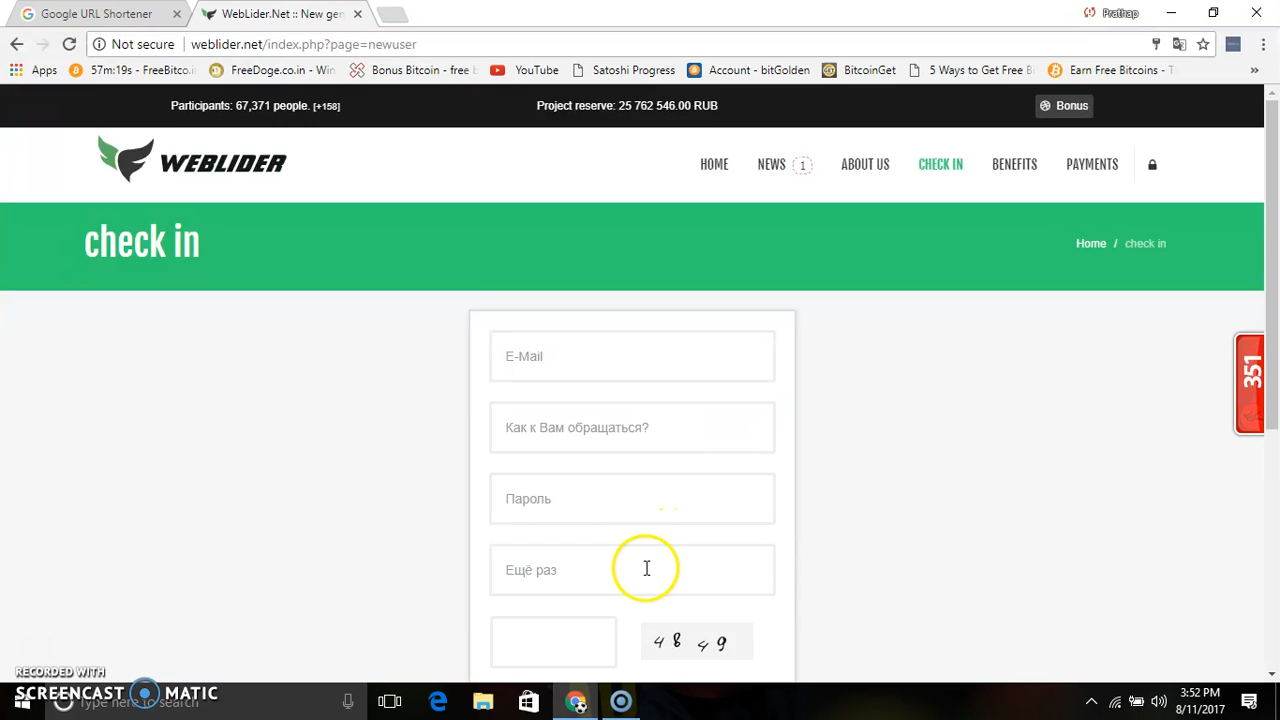 Google URL Shortener
WebLider.Net :: New gen
Prathap
Not secure
weblider.net/index.php?page=newuser
Apps
57m:19s - FreeBitco.i
FreeDoge.co.in - Win
Bonus Bitcoin - free b
YouTube
Satoshi Progress
Account - bitGolden
BitcoinGet
5 Ways to Get Free B
Earn Free Bitcoins - T
Participants: 67,371 people. [+158]
Project reserve: 25 762 546.00 RUB
Bonus
WEBLIDER
HOME
NEWS 1
ABOUT US
CHECK IN
BENEFITS
PAYMENTS
check in
Home / check in
351
E-Mail
Как к Вам обращаться?
Пароль
Ещё раз
4 8 4 9
RECORDED WITH
SCREENCAST MATIC
Type here to search
3:52 PM
8/11/2017